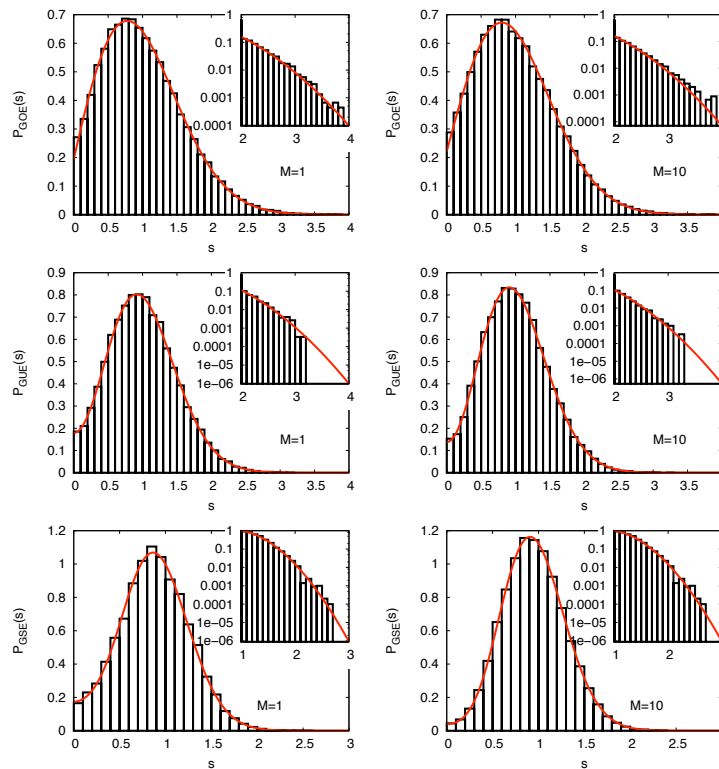 0.7
0.6
0.5
0.4
0.3
0.2
0.1
0
P_GOE(s)
0 0.5 1 1.5 2 2.5 3 3.5 4
s
M=1
1
0.1
0.01
0.001
0.0001
2 3 4
0.7
0.6
0.5
0.4
0.3
0.2
0.1
0
P_GOE(s)
0 0.5 1 1.5 2 2.5 3 3.5
s
M=10
1
0.1
0.01
0.001
0.0001
2 3
0.9
0.8
0.7
0.6
0.5
0.4
0.3
0.2
0.1
0
P_GUE(s)
0 0.5 1 1.5 2 2.5 3 3.5 4
s
M=1
1
0.1
0.01
0.001
0.0001
1e-05
1e-06
2 3 4
0.9
0.8
0.7
0.6
0.5
0.4
0.3
0.2
0.1
0
P_GUE(s)
0 0.5 1 1.5 2 2.5 3 3.5
s
M=10
1
0.1
0.01
0.001
0.0001
1e-05
1e-06
2 3
1.2
1
0.8
0.6
0.4
0.2
0
P_GSE(s)
0 0.5 1 1.5 2 2.5 3
s
M=1
1
0.1
0.01
0.001
0.0001
1e-05
1e-06
1 2 3
1.2
1
0.8
0.6
0.4
0.2
0
P_GSE(s)
0 0.5 1 1.5 2 2.5
s
M=10
1
0.1
0.01
0.001
0.0001
1e-05
1e-06
1 2